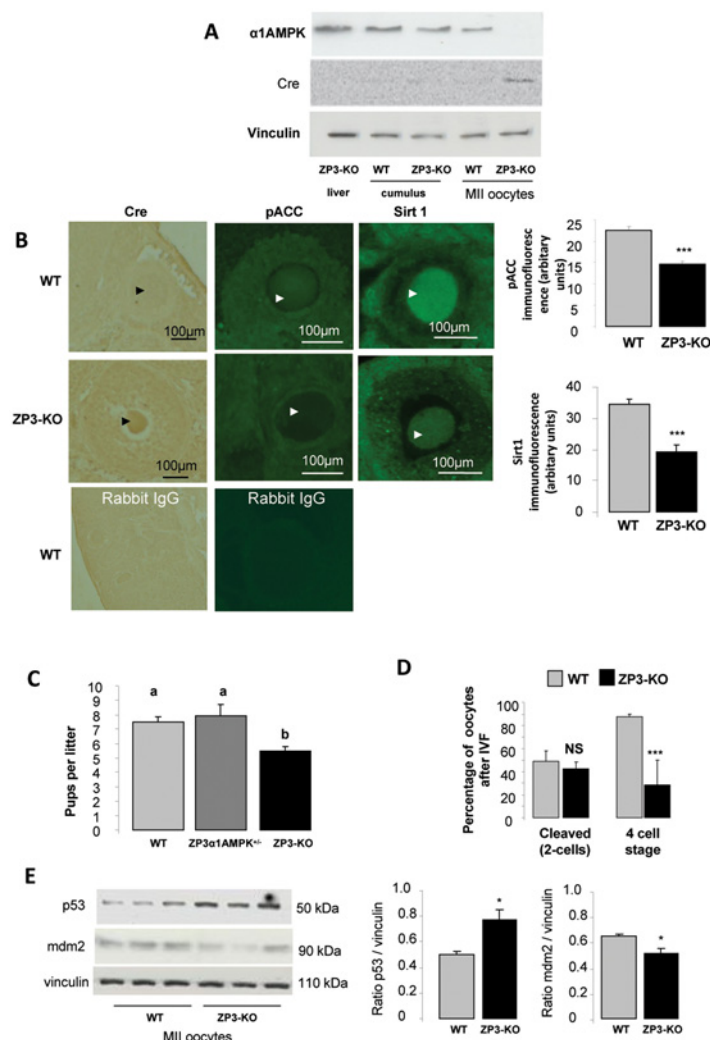 A
α1AMPK
Cre
Vinculin
ZP3-KO WT ZP3-KO WT ZP3-KO
liver cumulus MII oocytes
B
Cre pACC Sirt 1
WT
100µm 100µm 100µm
ZP3-KO
100µm 100µm 100µm
Rabbit IgG Rabbit IgG
WT
pACC
immunofluoresc
ence (arbitary
units)
25
20
15
10
5
0
***
WT ZP3-KO
Sirt1
immunofluorescence
(arbitary units)
40
30
20
10
0
***
WT ZP3-KO
C
Pups per litter
10
9
8
7
6
5
4
3
2
1
0
a a b
WT ZP3α1AMPK+/- ZP3-KO
D
WT ZP3-KO
Percentage of oocytes
after IVF
100
80
60
40
20
0
NS
***
Cleaved 4 cell
(2-cells) stage
E
p53 50 kDa
mdm2 90 kDa
vinculin 110 kDa
WT ZP3-KO
MII oocytes
Ratio p53 / vinculin
1.0
0.8
0.6
0.4
0.2
0.0
*
WT ZP3-KO
Ratio mdm2 / vinculin
1.0
0.8
0.6
0.4
0.2
0.0
*
WT ZP3-KO